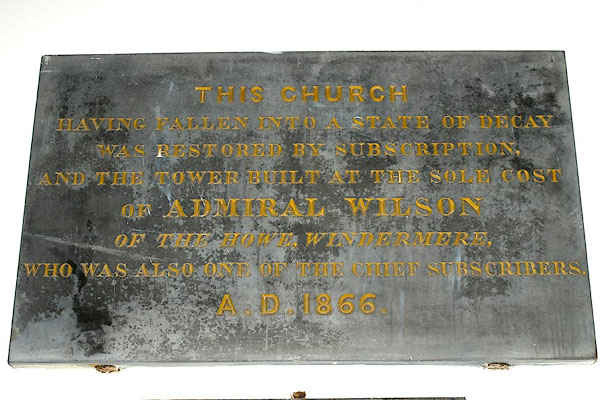 THIS CHURCH
HAVING FALLEN INTO A STATE OF DECAY
WAS RESTORED BY SUBSCRIPTION,
AND THE TOWER BUILT AT THE SOLE COST
OF ADMIRAL WILSON
OF THE HOWE, WINDERMERE,
WHO WAS ALSO ONE OF THE CHIEF SUBSCRIBERS.
A.D.1866.